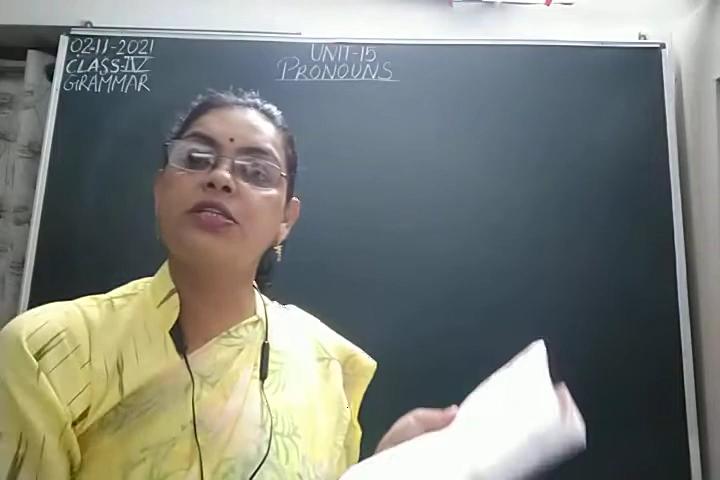 02-11-2021
CLASS-IV
GRAMMAR
UNIT-15
PRONOUNS